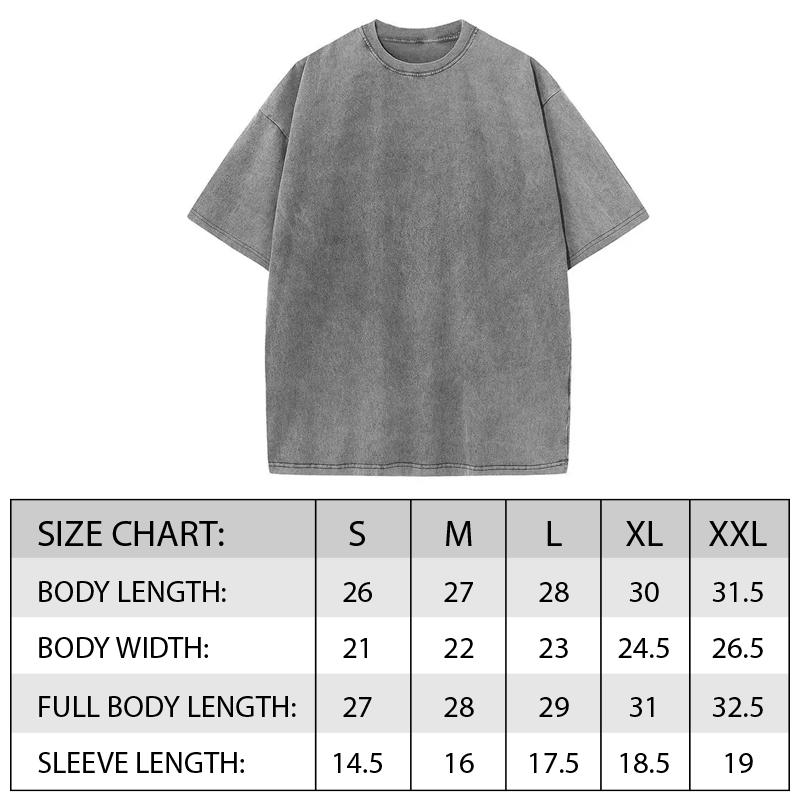 SIZE CHART: S M L XL XXL
BODY LENGTH: 26 27 28 30 31.5
BODY WIDTH: 21 22 23 24.5 26.5
FULL BODY LENGTH: 27 28 29 31 32.5
SLEEVE LENGTH: 14.5 16 17.5 18.5 19